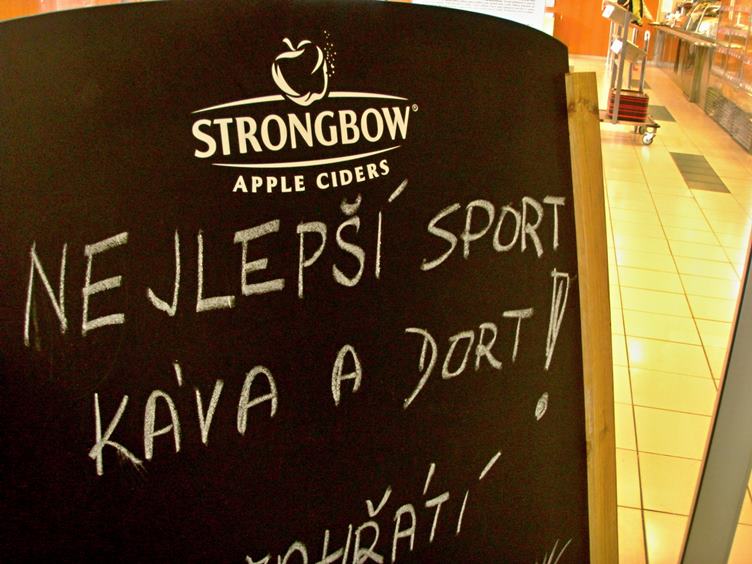 STRONGBOW®
APPLE CIDERS
NEJLEPŠÍ SPORT
KÁVA A DORT!